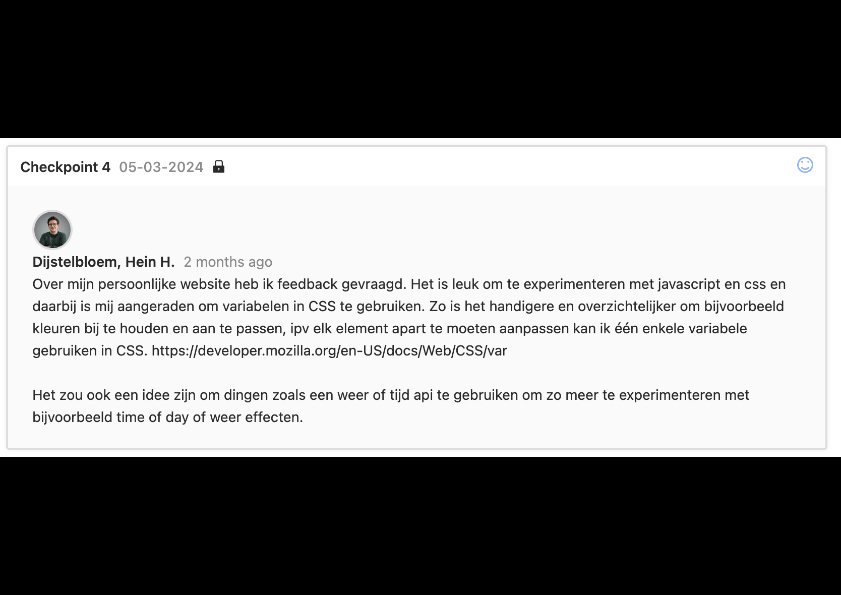 Checkpoint 4 05-03-2024
Dijstelbloem, Hein H. 2 months ago
Over mijn persoonlijke website heb ik feedback gevraagd. Het is leuk om te experimenteren met javascript en css en
daarbij is mij aangeraden om variabelen in CSS te gebruiken. Zo is het handigere en overzichtelijker om bijvoorbeeld
kleuren bij te houden en aan te passen, ipv elk element apart te moeten aanpassen kan ik één enkele variabele
gebruiken in CSS. https://developer.mozilla.org/en-US/docs/Web/CSS/var
Het zou ook een idee zijn om dingen zoals een weer of tijd api te gebruiken om zo meer te experimenteren met
bijvoorbeeld time of day of weer effecten.